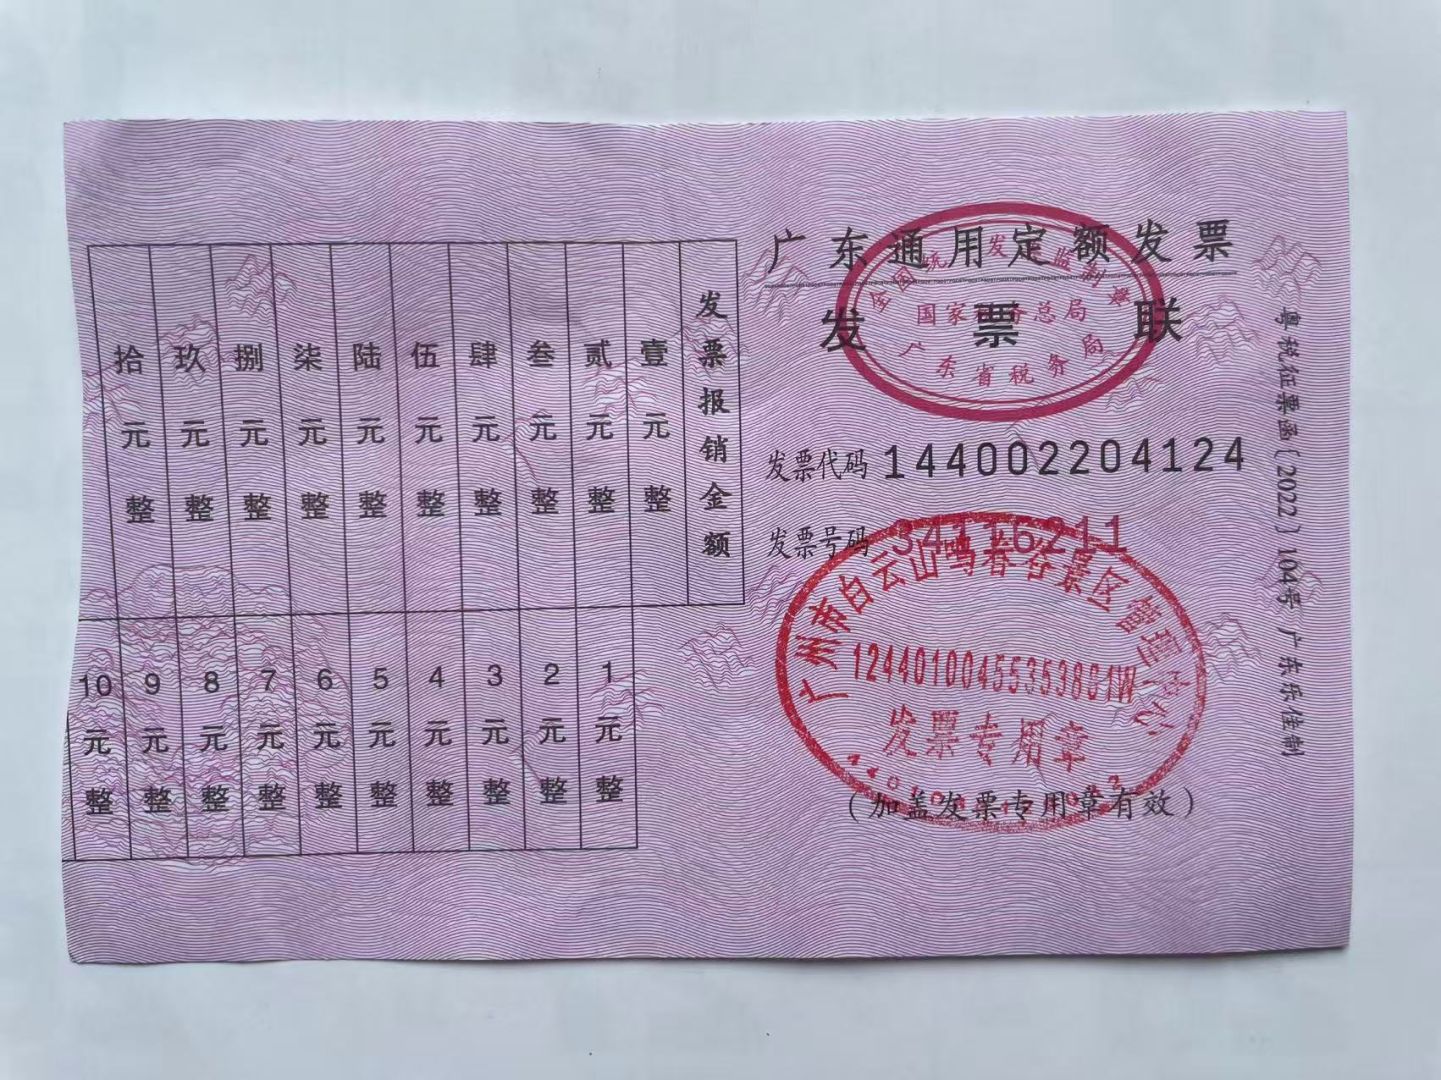 广东通用定额发票
发票联
全国统一发票监制章
国家税务总局
广东省税务局
发票代码 144002204124
发票号码 34116211
广州市白云山鸣春谷景区管理中心
发票专用章
(加盖发票专用章有效)
粤税征票函〔2022〕104号 广东乐佳制
发票报销金额
壹元整
贰元整
叁元整
肆元整
伍元整
陆元整
柒元整
捌元整
玖元整
拾元整
1元整
2元整
3元整
4元整
5元整
6元整
7元整
8元整
9元整
10元整